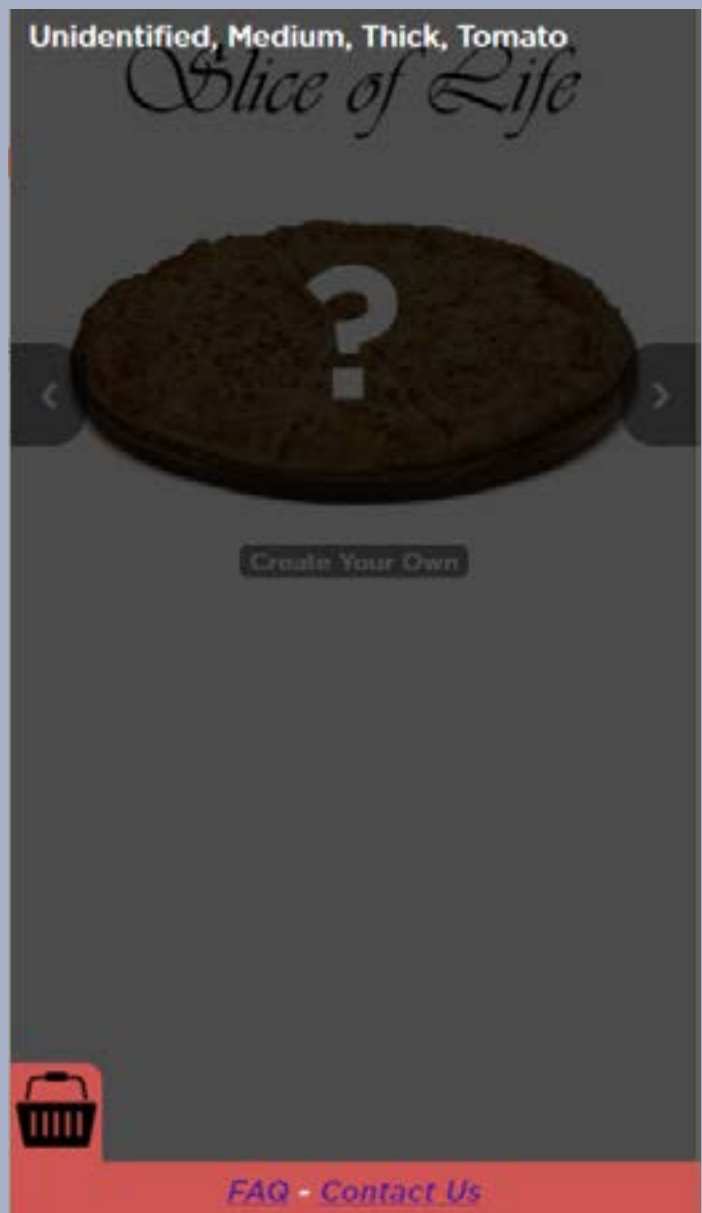 Unidentified, Medium, Thick, Tomato
Slice of Life
?
‹ ›
Create Your Own
FAQ - Contact Us